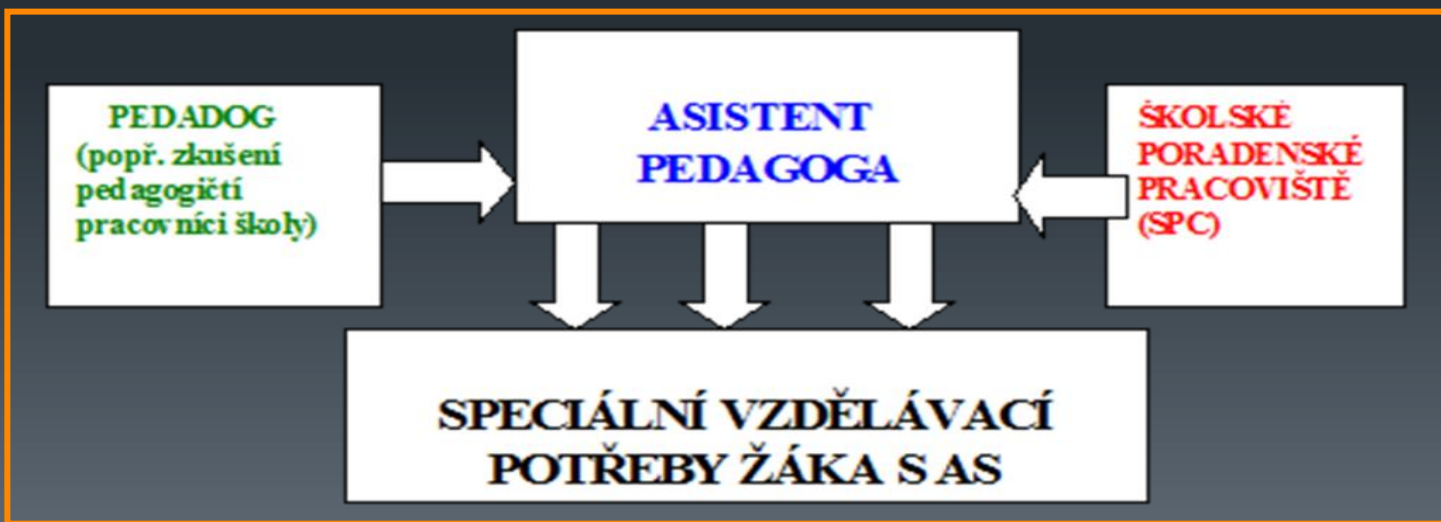 PEDADOG
(popř. zkušení
pedagogičtí
pracovníci školy)
ASISTENT
PEDAGOGA
ŠKOLSKÉ
PORADENSKÉ
PRACOVIŠTĚ
(SPC)
SPECIÁLNÍ VZDĚLÁVACÍ
POTŘEBY ŽÁKA S AS